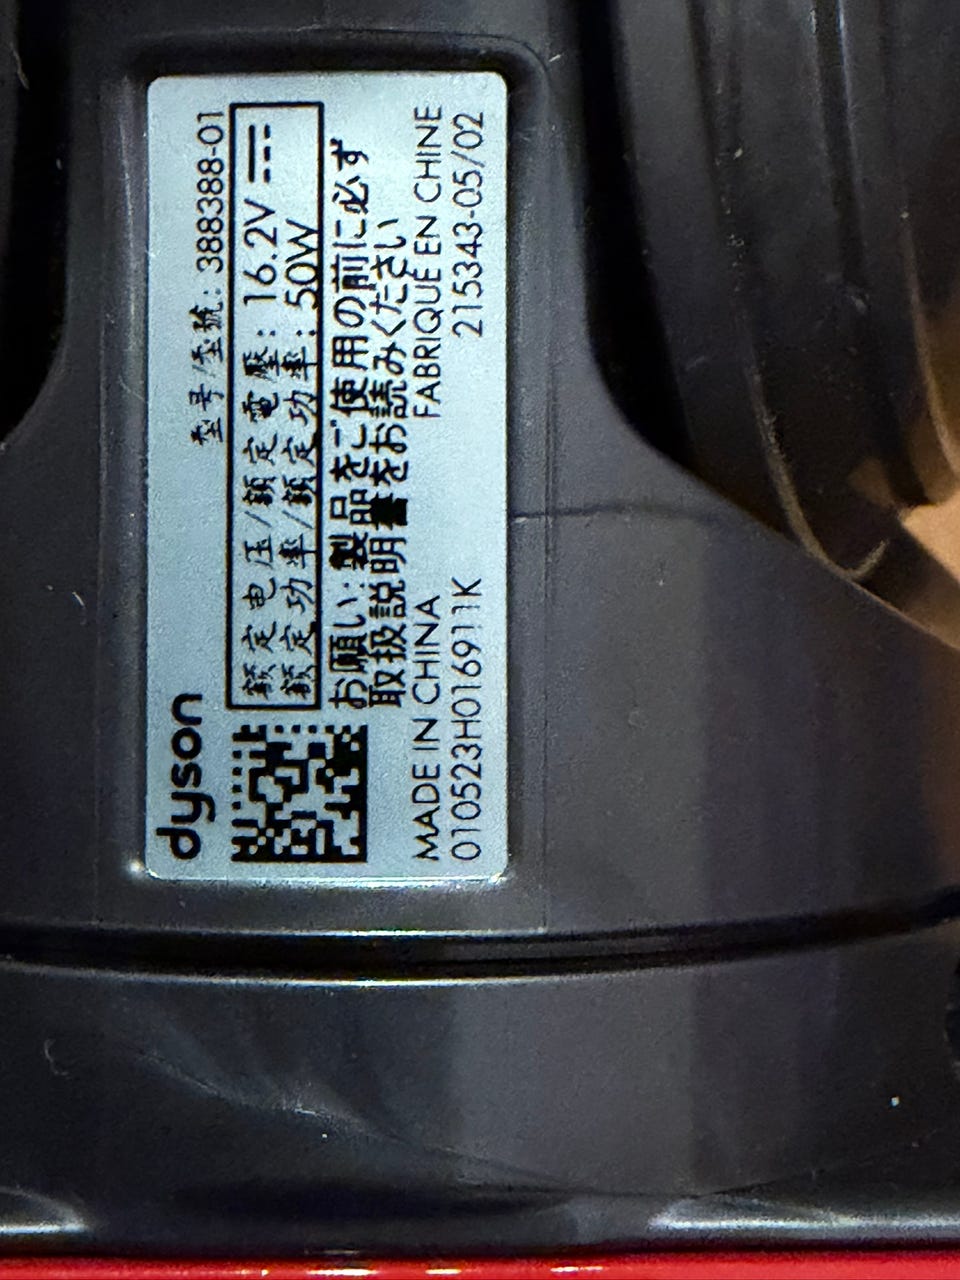 dyson
型号/型號: 388388-01
额定电压/額定電壓: 16.2V
额定功率/額定功率: 50W
お願い: 製品をご使用の前に必ず
取扱説明書をお読みください
MADE IN CHINA FABRIQUÉ EN CHINE
010523H016911K 215343-05/02